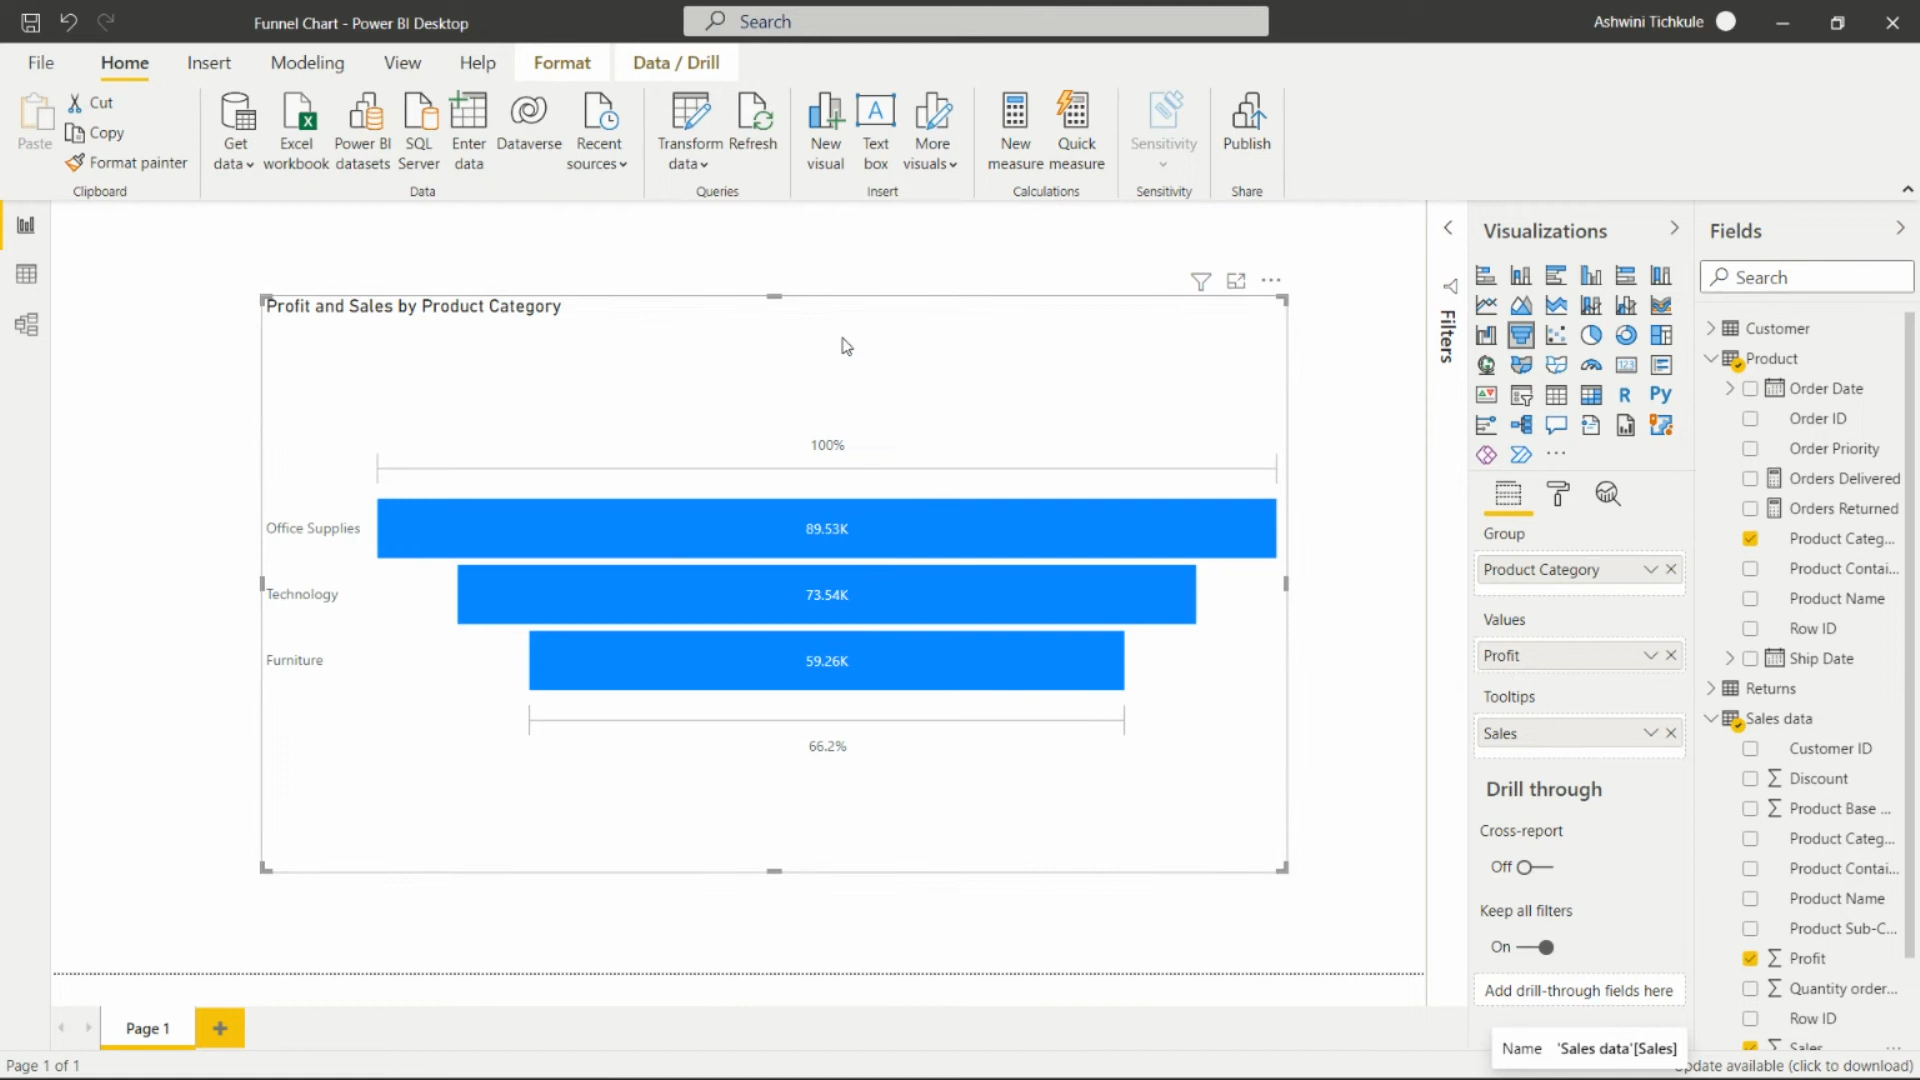 Funnel Chart - Power BI Desktop
Search
Ashwini Tichkule
File
Home
Insert
Modeling
View
Help
Format
Data / Drill
Paste
Cut
Copy
Format painter
Clipboard
Get data
Excel workbook
Power BI datasets
SQL Server
Enter data
Dataverse
Recent sources
Data
Transform data
Refresh
Queries
New visual
A
Text box
More visuals
Insert
New measure
Quick measure
Calculations
Sensitivity
Sensitivity
Publish
Share
Profit and Sales by Product Category
100%
Office Supplies
89.53K
Technology
73.54K
Furniture
59.26K
66.2%
Filters
Visualizations
123
R
Py
Group
Product Category
Values
Profit
Tooltips
Sales
Drill through
Cross-report
Off
Keep all filters
On
Add drill-through fields here
Name 'Sales data'[Sales]
Fields
Search
Customer
Product
Order Date
Order ID
Order Priority
Orders Delivered
Orders Returned
Product Categ...
Product Contai...
Product Name
Row ID
Ship Date
Returns
Sales data
Customer ID
Discount
Product Base ...
Product Categ...
Product Contai...
Product Name
Product Sub-C...
Profit
Quantity order...
Row ID
Sales
Page 1
Page 1 of 1
update available (click to download)